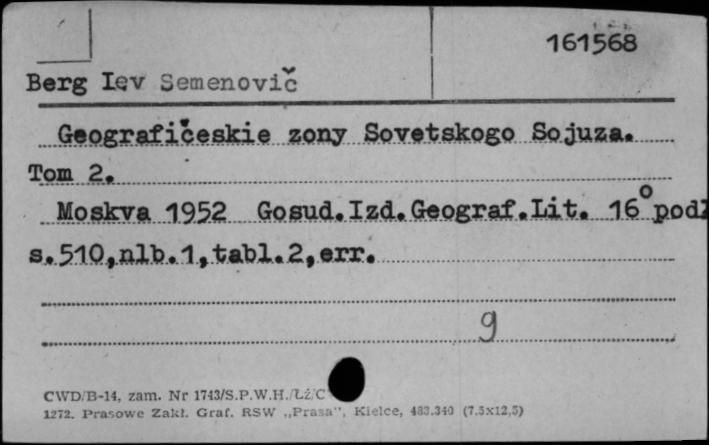 161568
Berg Lev Semenovič
Geografičeskie zony Sovetskogo Sojuza.
Tom 2.
Moskva 1952 Gosud.Izd.Geograf.Lit. 16° podł
s.510,nlb.1,tabl.2,err.
9
CWD/B-14, zam. Nr 1743/S.P.W.H./Łź/C
1272. Prasowe Zakł. Graf. RSW „Prasa", Kielce, 483.340 (7,5x12,5)